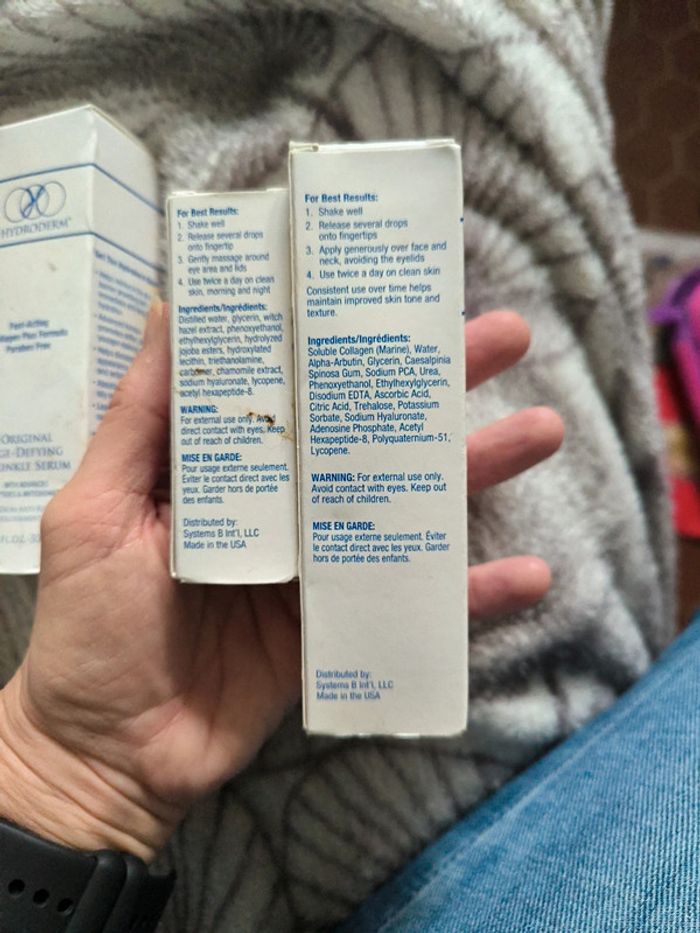 HYDRODERM®
Fast-Acting
Paraben Free
ORIGINAL
AGE-DEFYING
WRINKLE SERUM
For Best Results:
1. Shake well
2. Release several drops
onto fingertip
3. Gently massage around
eye area and lids
4. Use twice a day on clean
skin, morning and night
Ingredients/Ingrédients:
Distilled water, glycerin, witch
hazel extract, phenoxyethanol,
ethylhexylglycerin, hydrolyzed
jojoba esters, hydroxylated
lecithin, triethanolamine,
carbomer, chamomile extract,
sodium hyaluronate, lycopene,
acetyl hexapeptide-8.
WARNING:
For external use only. Avoid
direct contact with eyes. Keep
out of reach of children.
MISE EN GARDE:
Pour usage externe seulement.
Éviter le contact direct avec les
yeux. Garder hors de portée
des enfants.
Distributed by:
Systems B Int'l, LLC
Made in the USA
For Best Results:
1. Shake well
2. Release several drops
onto fingertips
3. Apply generously over face and
neck, avoiding the eyelids
4. Use twice a day on clean skin
Consistent use over time helps
maintain improved skin tone and
texture.
Ingredients/Ingrédients:
Soluble Collagen (Marine), Water,
Alpha-Arbutin, Glycerin, Caesalpinia
Spinosa Gum, Sodium PCA, Urea,
Phenoxyethanol, Ethylhexylglycerin,
Disodium EDTA, Ascorbic Acid,
Citric Acid, Trehalose, Potassium
Sorbate, Sodium Hyaluronate,
Adenosine Phosphate, Acetyl
Hexapeptide-8, Polyquaternium-51,
Lycopene.
WARNING: For external use only.
Avoid contact with eyes. Keep out
of reach of children.
MISE EN GARDE:
Pour usage externe seulement. Éviter
le contact direct avec les yeux. Garder
hors de portée des enfants.
Distributed by:
Systems B Int'l, LLC
Made in the USA